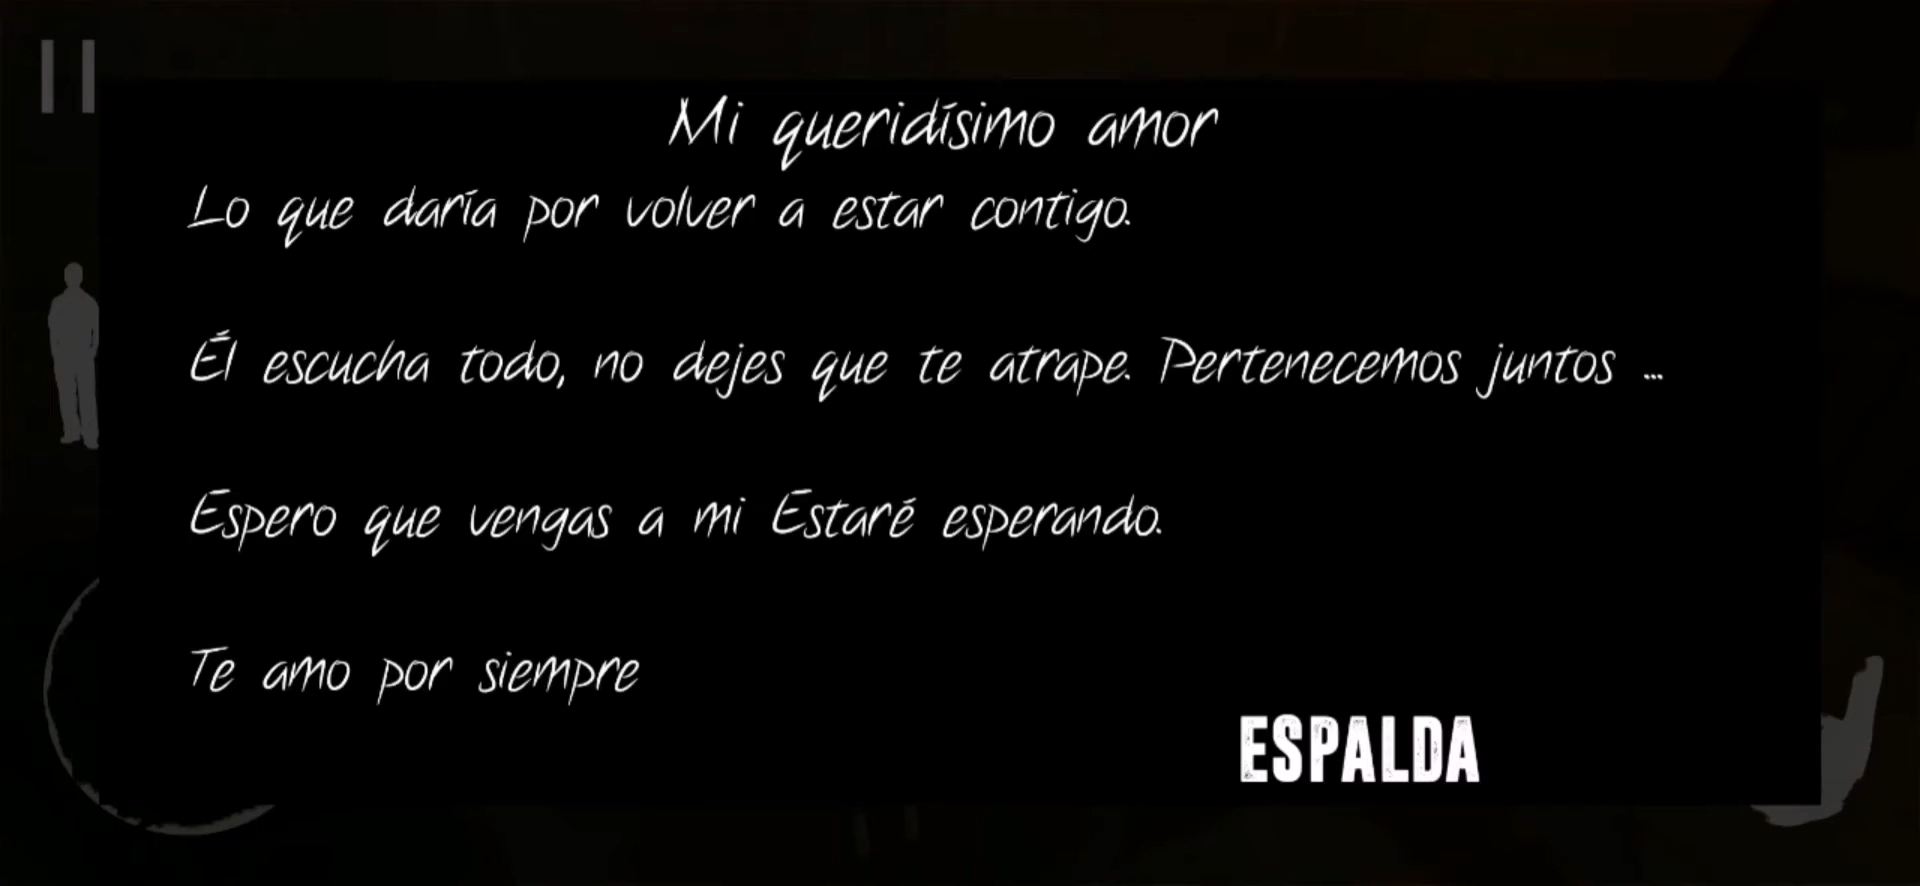 Mi queridísimo amor
Lo que daría por volver a estar contigo.
Él escucha todo, no dejes que te atrape. Pertenecemos juntos ...
Espero que vengas a mi Estaré esperando.
Te amo por siempre
ESPALDA